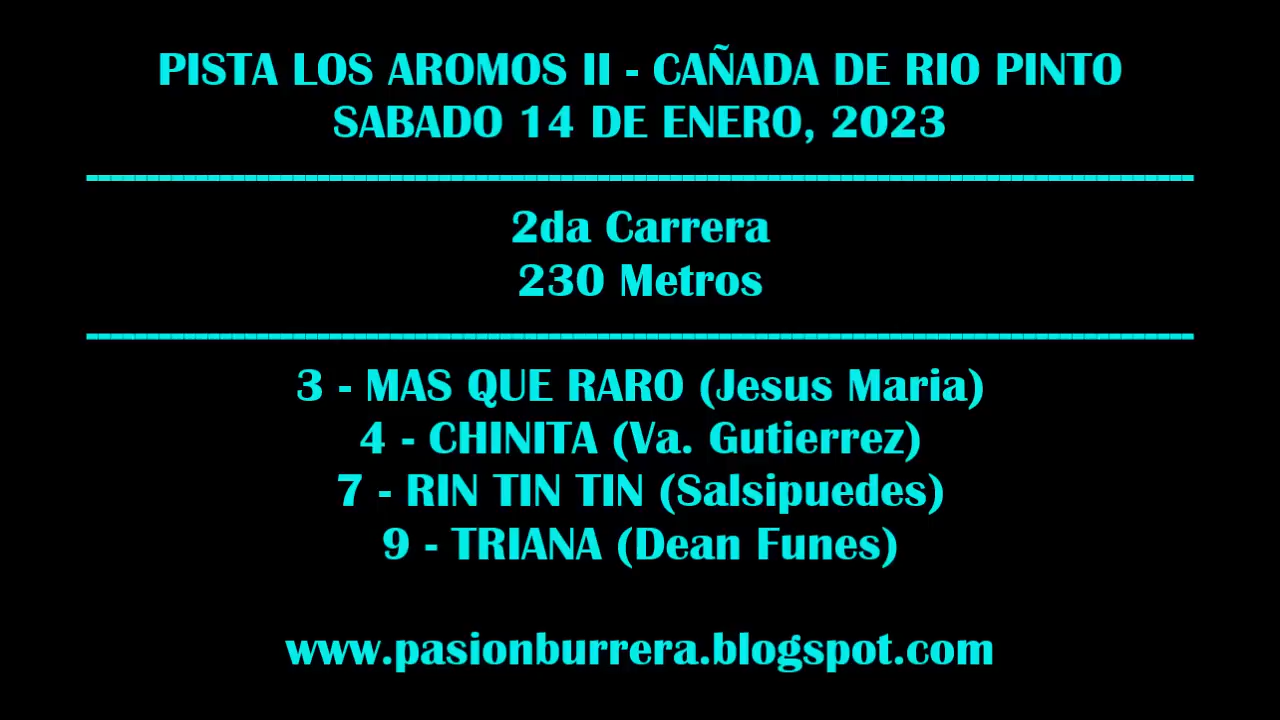 PISTA LOS AROMOS II - CAÑADA DE RIO PINTO
SABADO 14 DE ENERO, 2023
2da Carrera
230 Metros
3 - MAS QUE RARO (Jesus Maria)
4 - CHINITA (Va. Gutierrez)
7 - RIN TIN TIN (Salsipuedes)
9 - TRIANA (Dean Funes)
www.pasionburrera.blogspot.com